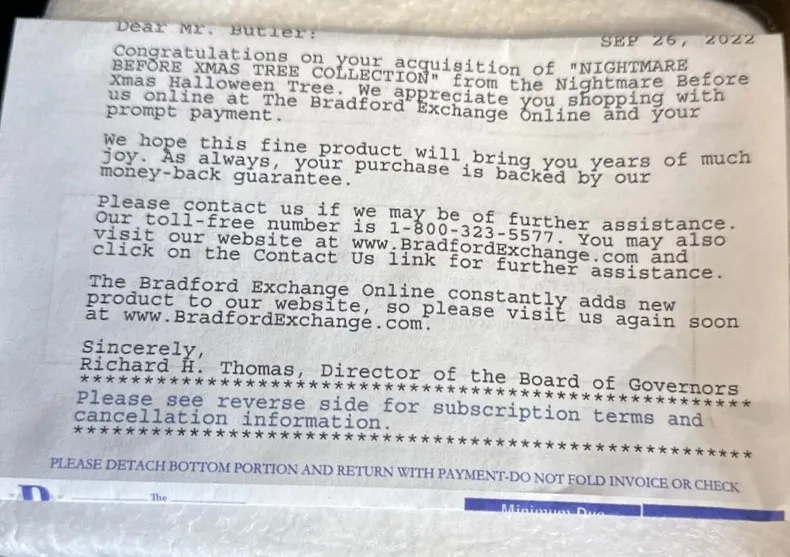 Dear Mr. Butler:
SEP 26, 2022
Congratulations on your acquisition of "NIGHTMARE
BEFORE XMAS TREE COLLECTION" from the Nightmare Before
Xmas Halloween Tree. We appreciate you shopping with
us online at The Bradford Exchange Online and your
prompt payment.
We hope this fine product will bring you years of much
joy. As always, your purchase is backed by our
money-back guarantee.
Please contact us if we may be of further assistance.
Our toll-free number is 1-800-323-5577. You may also
visit our website at www.BradfordExchange.com and
click on the Contact Us link for further assistance.
The Bradford Exchange Online constantly adds new
product to our website, so please visit us again soon
at www.BradfordExchange.com.
Sincerely,
Richard H. Thomas, Director of the Board of Governors
****************************************************
Please see reverse side for subscription terms and
cancellation information.
****************************************************
PLEASE DETACH BOTTOM PORTION AND RETURN WITH PAYMENT-DO NOT FOLD INVOICE OR CHECK
The
Minimum Due